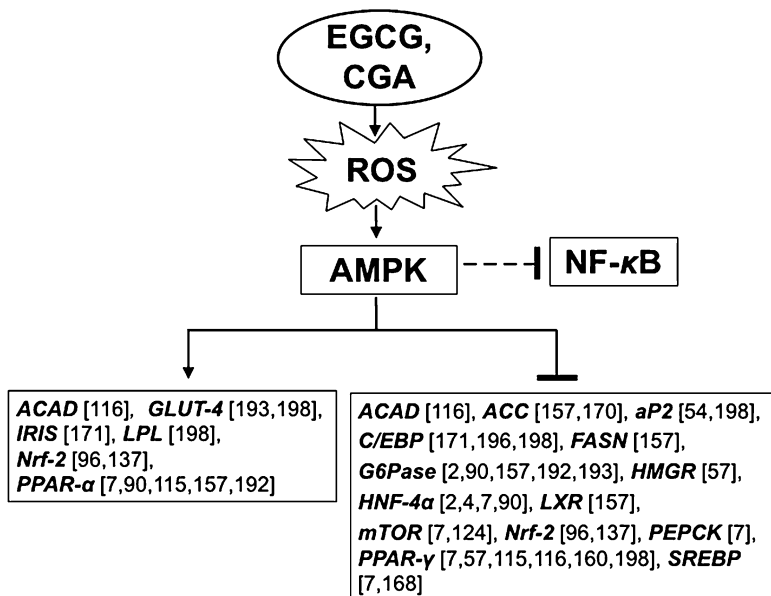 EGCG,
CGA
ROS
AMPK
NF-κB
ACAD [116], GLUT-4 [193,198],
IRIS [171], LPL [198],
Nrf-2 [96,137],
PPAR-α [7,90,115,157,192]
ACAD [116], ACC [157,170], aP2 [54,198],
C/EBP [171,196,198], FASN [157],
G6Pase [2,90,157,192,193], HMGR [57],
HNF-4α [2,4,7,90], LXR [157],
mTOR [7,124], Nrf-2 [96,137], PEPCK [7],
PPAR-γ [7,57,115,116,160,198], SREBP
[7,168]